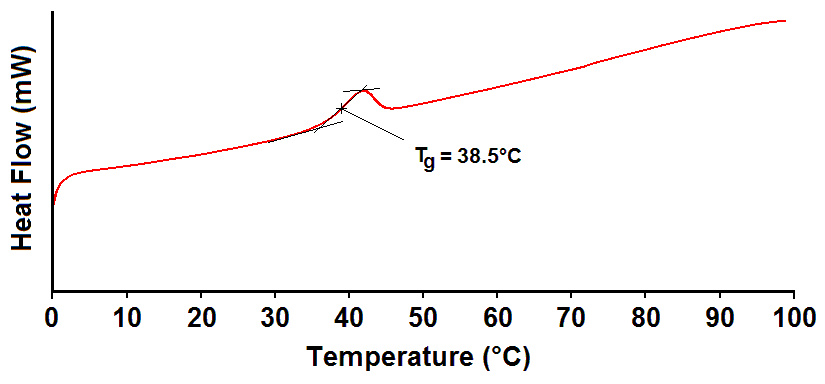 Heat Flow (mW)
Tg = 38.5°C
0 10 20 30 40 50 60 70 80 90 100
Temperature (°C)